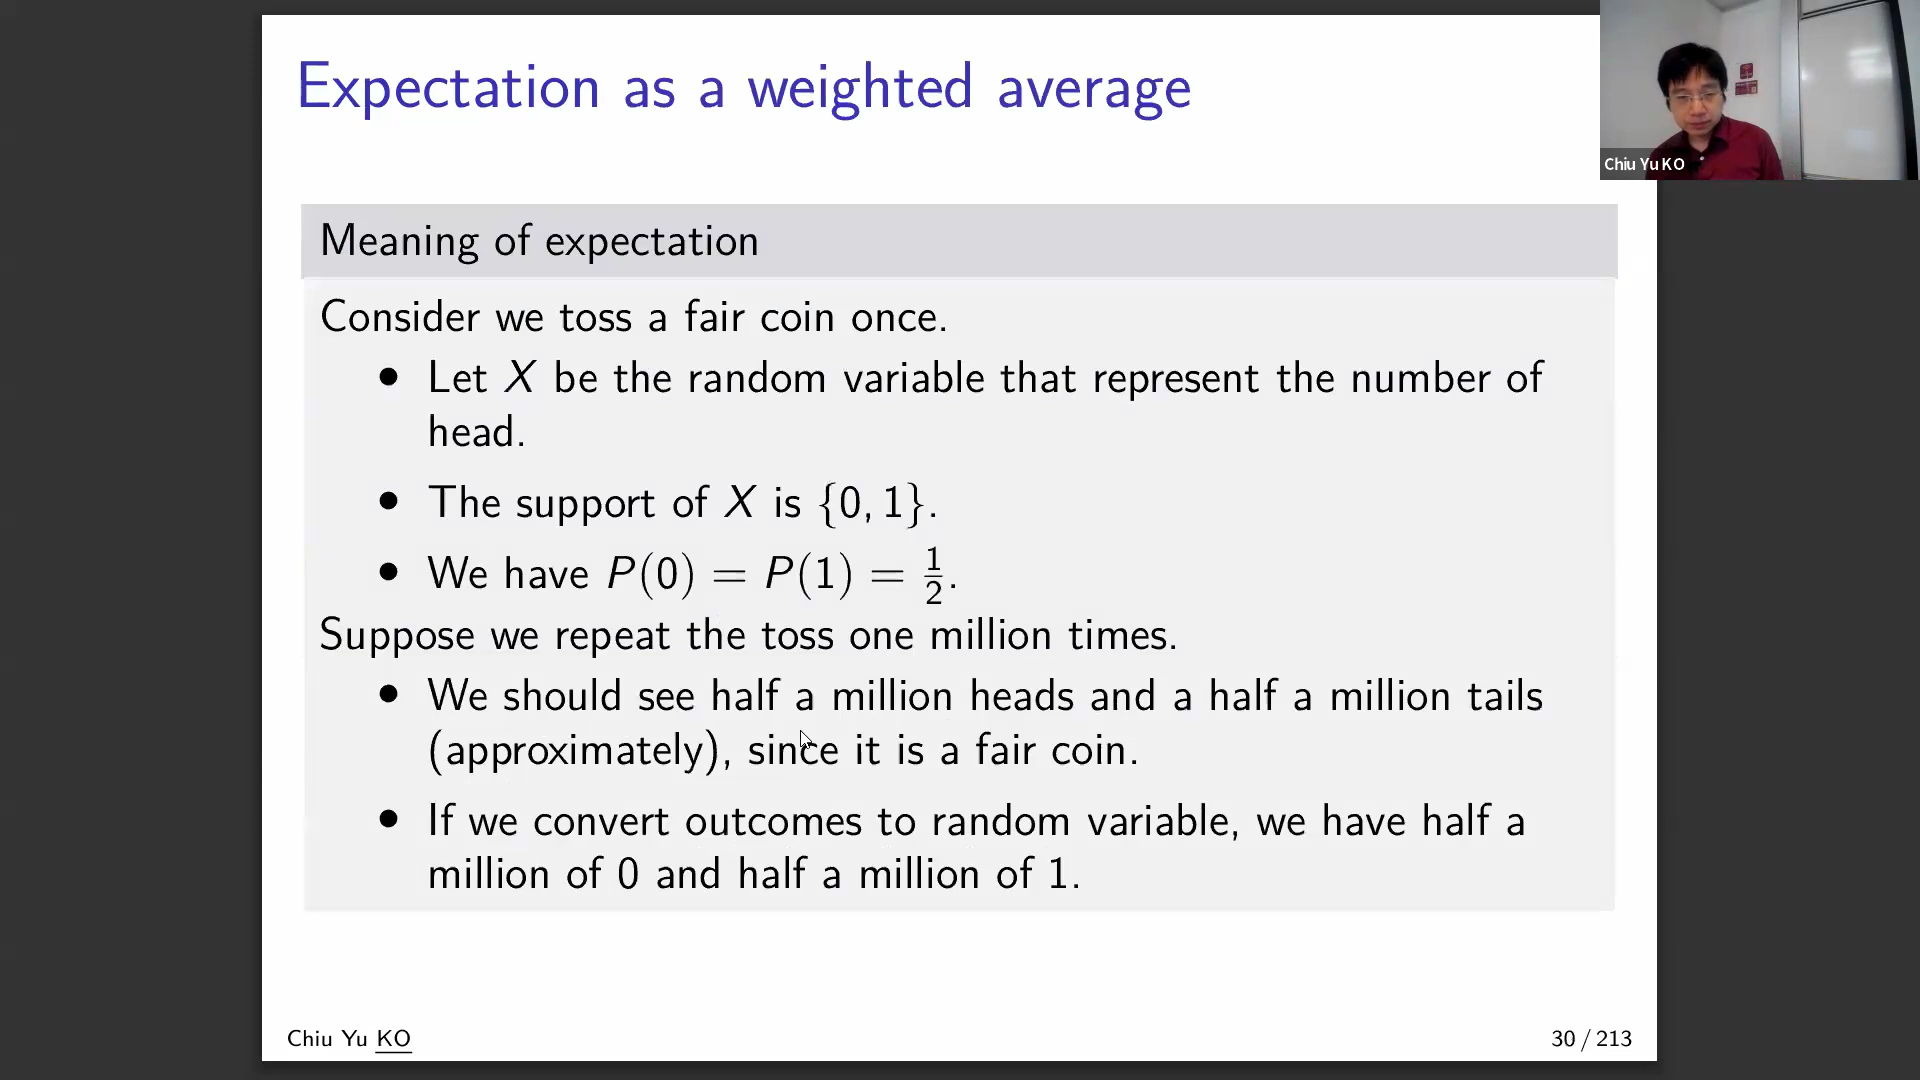 Expectation as a weighted average
Chiu Yu KO
Meaning of expectation
Consider we toss a fair coin once.
• Let X be the random variable that represent the number of
head.
• The support of X is {0, 1}.
• We have P(0) = P(1) = 1/2.
Suppose we repeat the toss one million times.
• We should see half a million heads and a half a million tails
(approximately), since it is a fair coin.
• If we convert outcomes to random variable, we have half a
million of 0 and half a million of 1.
Chiu Yu KO
30 / 213